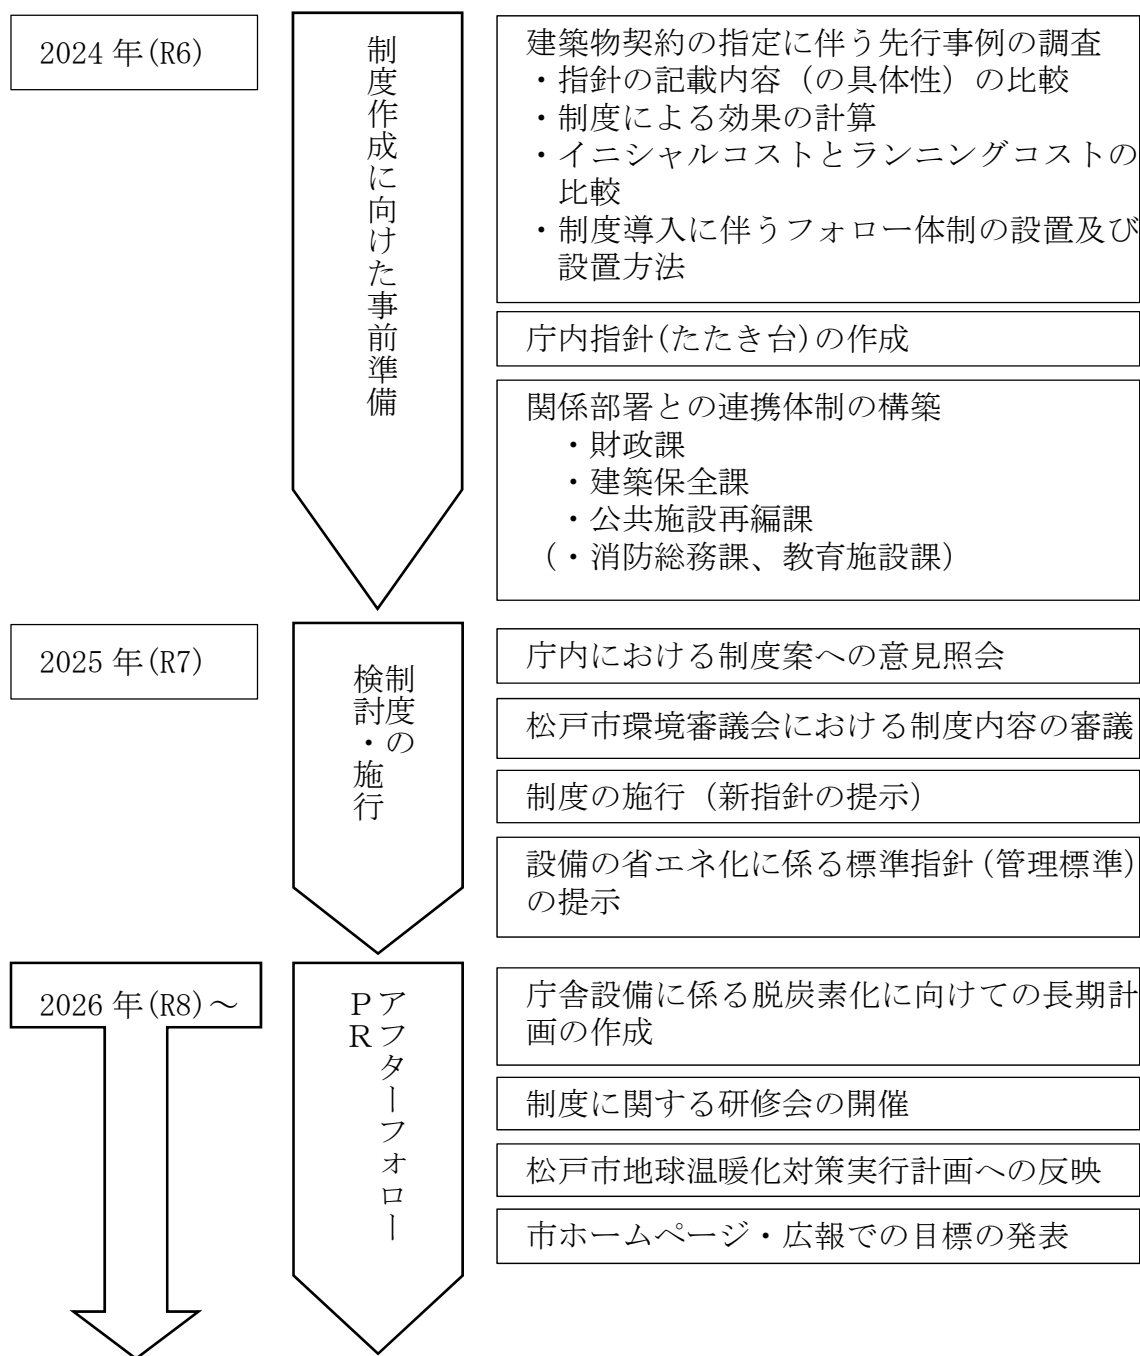 2024 年(R6)
制度作成に向けた事前準備
建築物契約の指定に伴う先行事例の調査
・指針の記載内容（の具体性）の比較
・制度による効果の計算
・イニシャルコストとランニングコストの
比較
・制度導入に伴うフォロー体制の設置及び
設置方法
庁内指針(たたき台)の作成
関係部署との連携体制の構築
・財政課
・建築保全課
・公共施設再編課
（・消防総務課、教育施設課）
2025 年(R7)
制度の
検討・施行
庁内における制度案への意見照会
松戸市環境審議会における制度内容の審議
制度の施行（新指針の提示）
設備の省エネ化に係る標準指針(管理標準)
の提示
2026 年(R8)～
アフターフォロー
ＰＲ
庁舎設備に係る脱炭素化に向けての長期計
画の作成
制度に関する研修会の開催
松戸市地球温暖化対策実行計画への反映
市ホームページ・広報での目標の発表